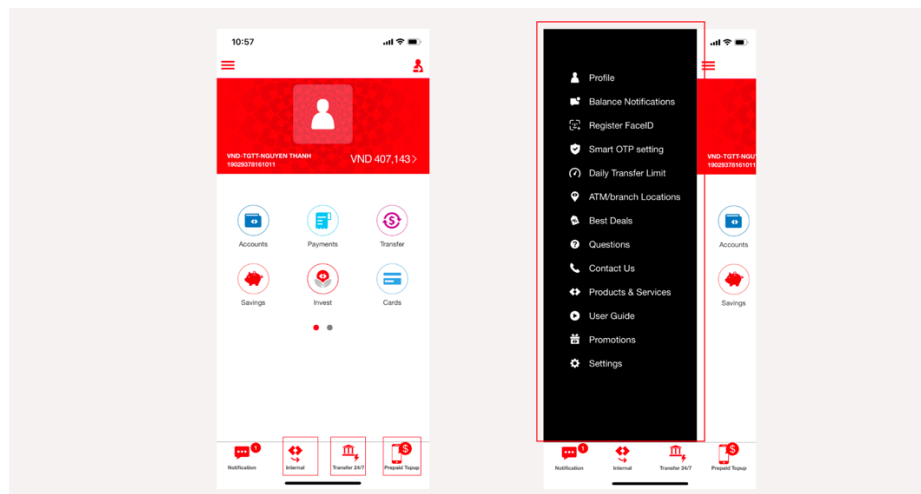 10:57
VND-TGTT-NGUYEN THANH
19029378161011
VND 407,143
Accounts
Payments
Transfer
Savings
Invest
Cards
1
$
Notification
Internal
Transfer 24/7
Prepaid Topup
Profile
Balance Notifications
Register FaceID
Smart OTP setting
Daily Transfer Limit
ATM/branch Locations
Best Deals
Questions
Contact Us
Products & Services
User Guide
Promotions
Settings
VND-TGTT-NGU
19029378161011
Accounts
Savings
1
$
Notification
Internal
Transfer 24/7
Prepaid Topup